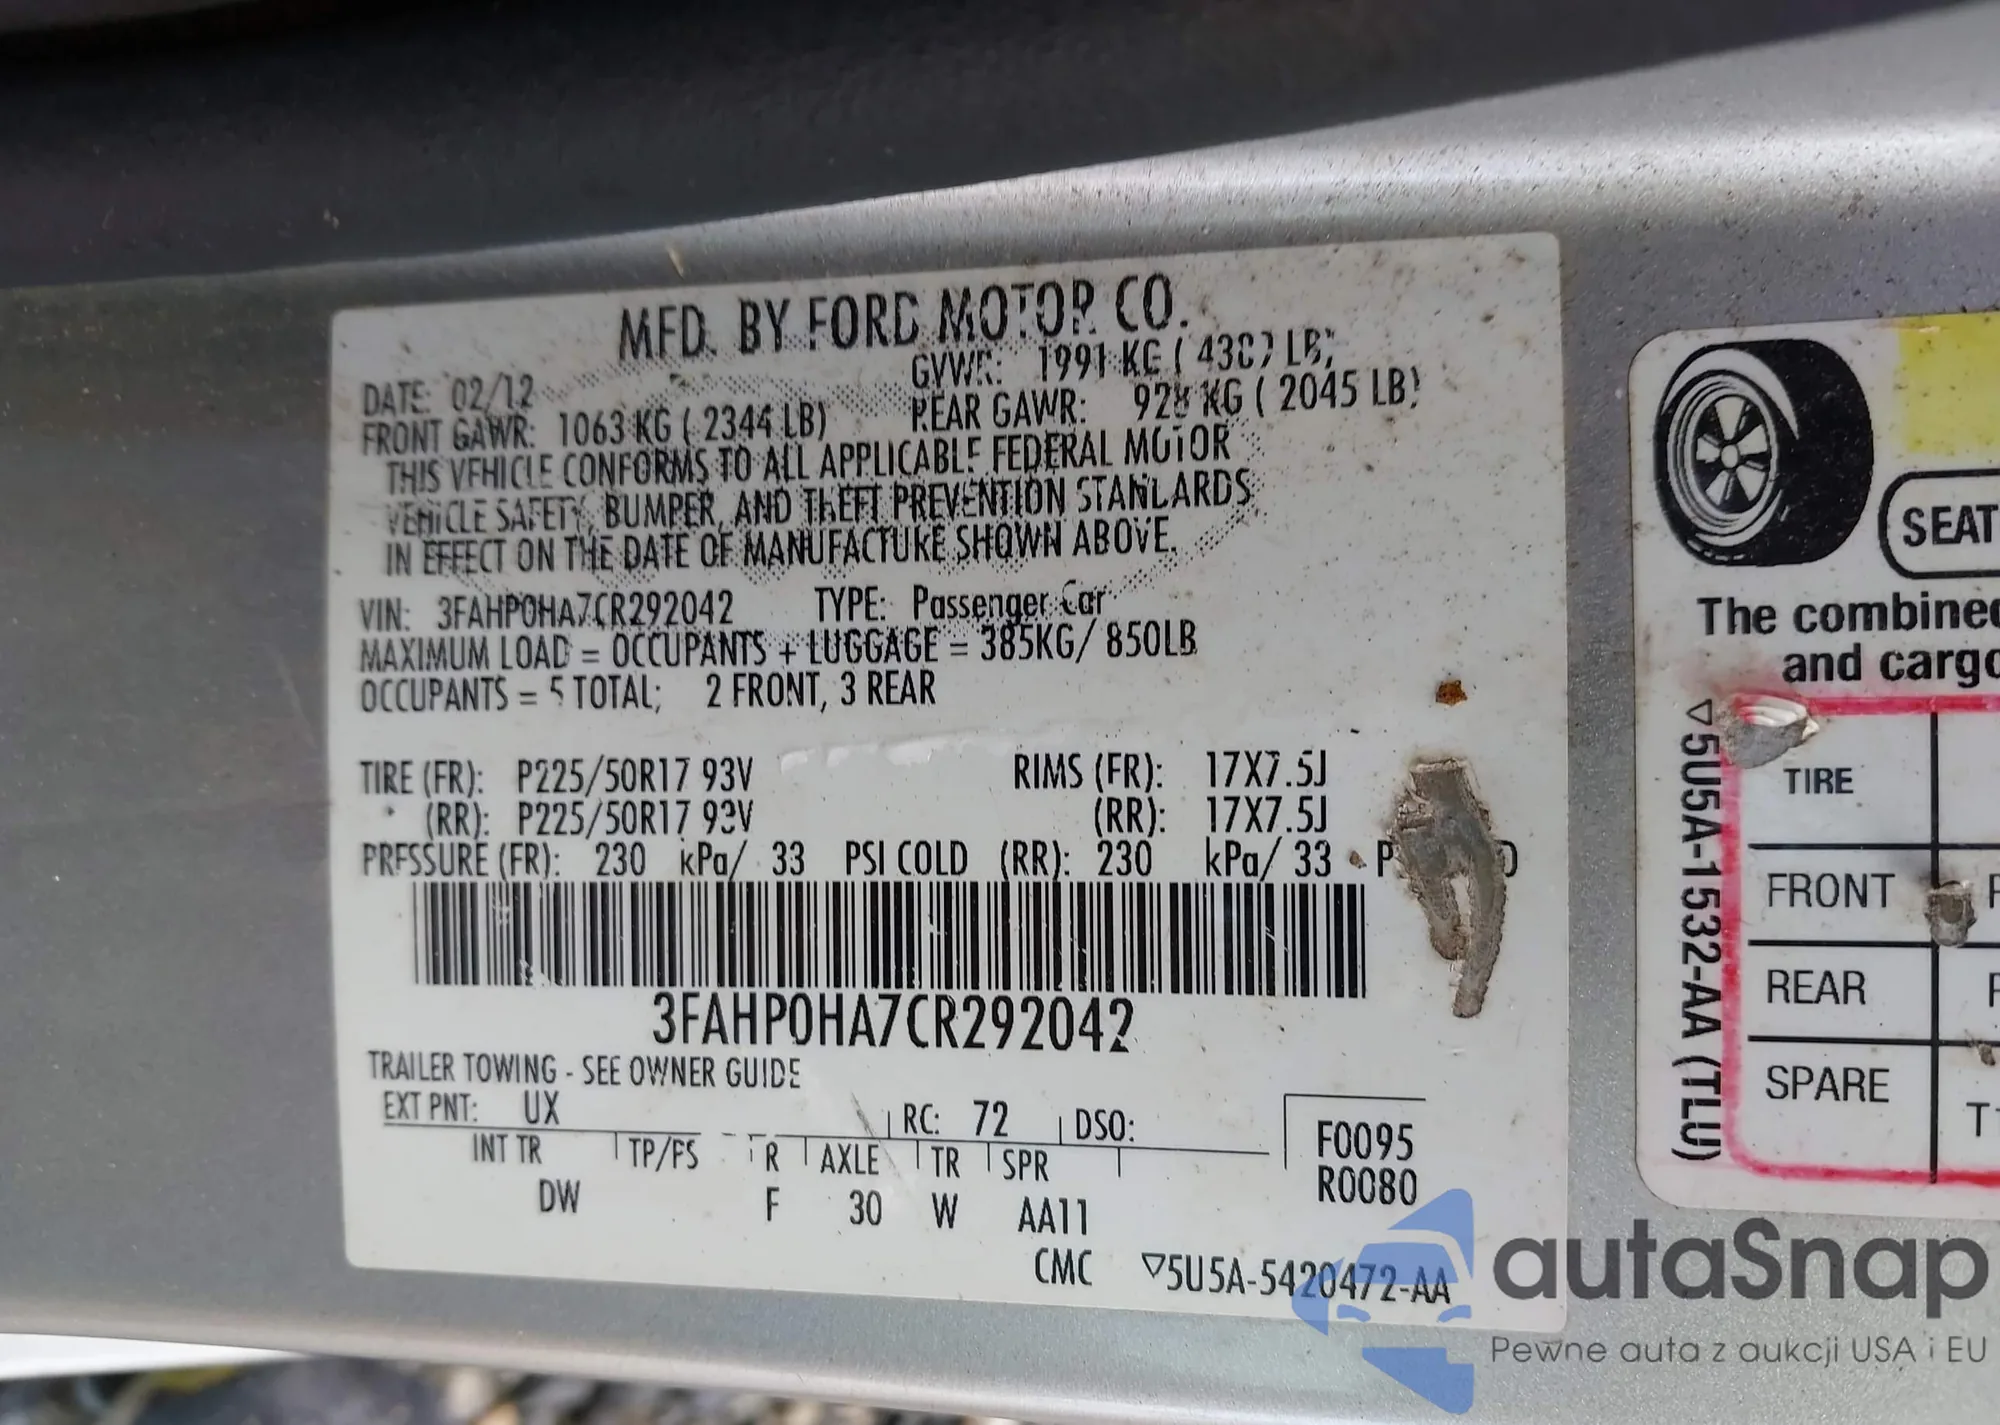 MFD. BY FORD MOTOR CO.
DATE: 02/12
GVWR: 1991 KG (
LB)
FRONT GAWR: 1063 KG ( 2344 LB)
REAR GAWR: 928 KG ( 2045 LB)
THIS VEHICLE CONFORMS TO ALL APPLICABLE FEDERAL MOTOR
VEHICLE SAFETY, BUMPER, AND THEFT PREVENTION STANDARDS
IN EFFECT ON THE DATE OF MANUFACTURE SHOWN ABOVE.
VIN: 3FAHP0HA7CR292042 TYPE: Passenger Car
MAXIMUM LOAD = OCCUPANTS + LUGGAGE = 385KG/ 850LB
OCCUPANTS = 5 TOTAL; 2 FRONT, 3 REAR
TIRE (FR): P225/50R17 93V RIMS (FR): 17X7.5J
(RR): P225/50R17 93V (RR): 17X7.5J
PRESSURE (FR): 230 kPa/ 33 PSI COLD (RR): 230 kPa/ 33
3FAHP0HA7CR292042
TRAILER TOWING - SEE OWNER GUIDE
EXT PNT: UX RC: 72 DSO:
INT TR TP/FS R AXLE TR SPR
DW F 30 W AA11
F0095
R0080
CMC ▽5U5A-5420472-AA
SEAT
The combined
and cargo
▽5U5A-1532-AA (TLU)
TIRE
FRONT
REAR
SPARE
autaSnap
Pewne auta z aukcji USA i EU